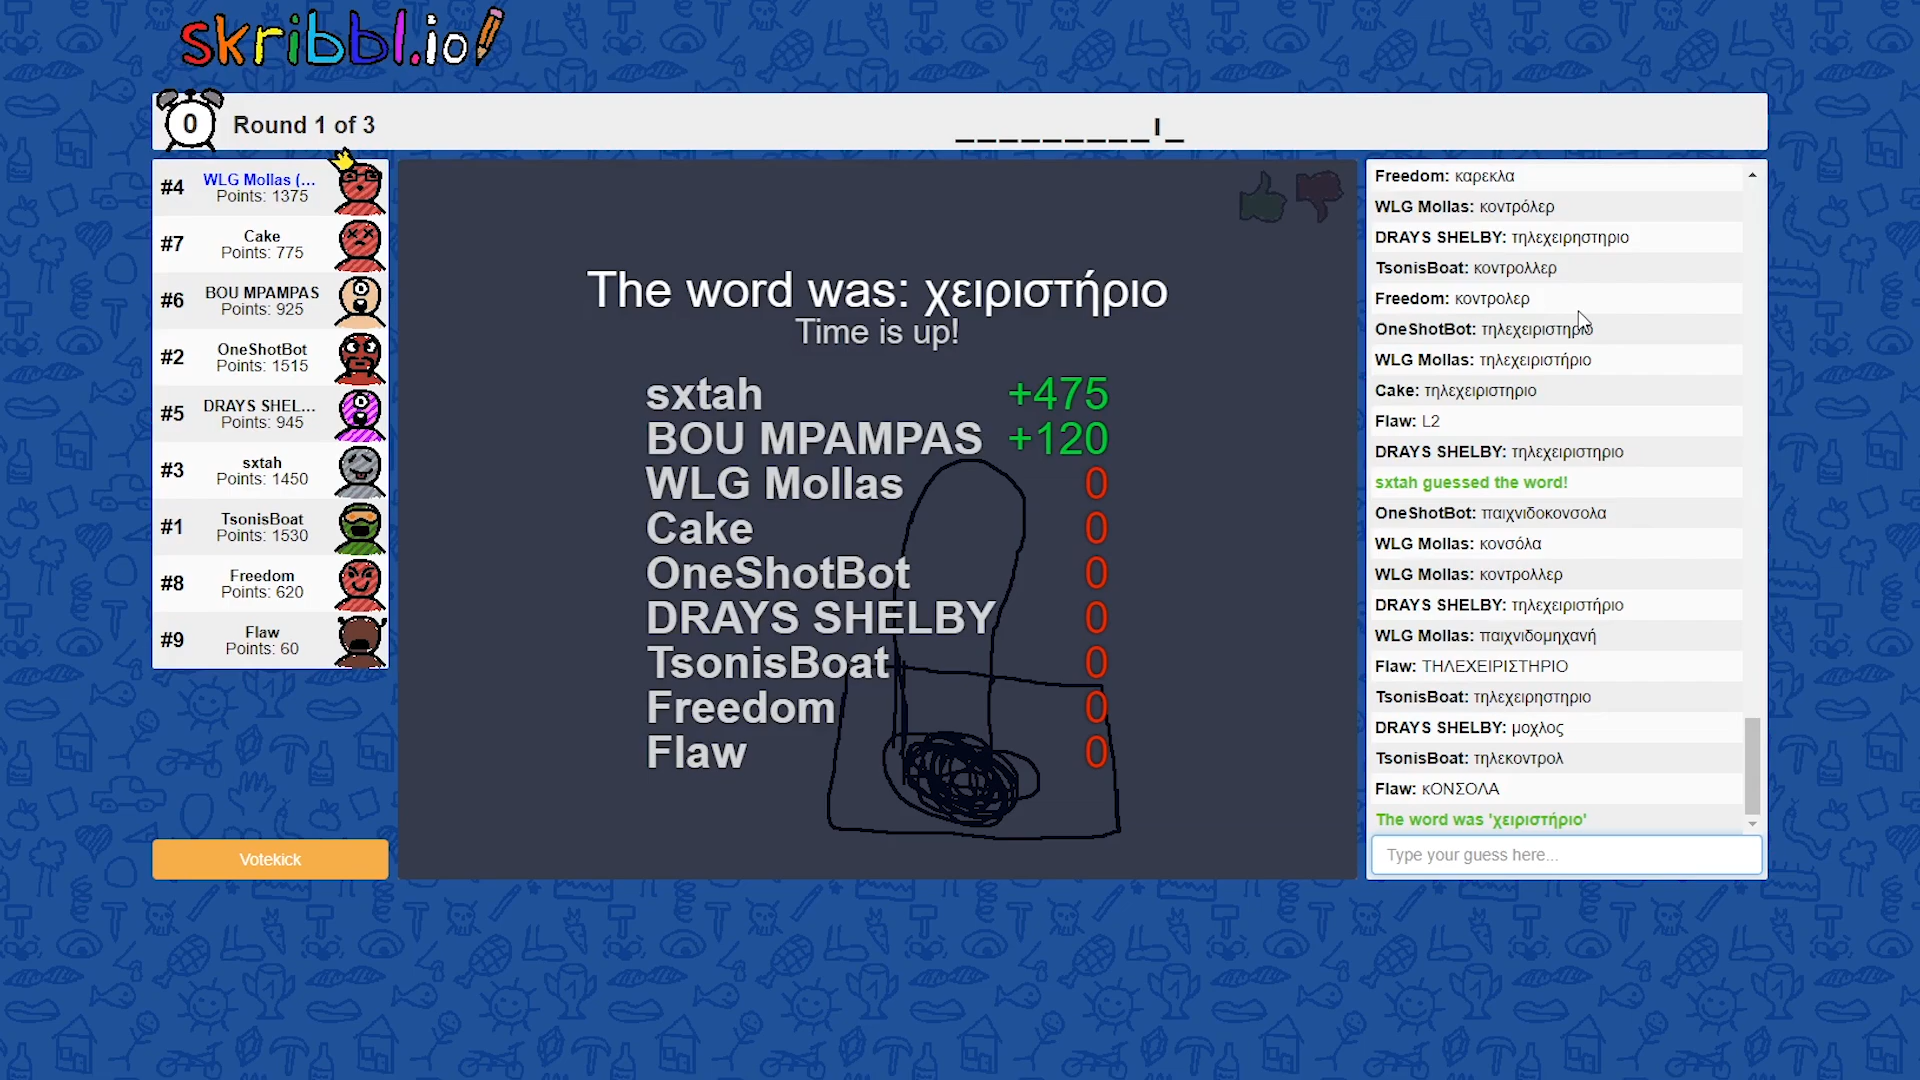 skribbl.io
0 Round 1 of 3
_ _ _ _ _ _ _ _ _ ι _
#4 WLG Mollas (...
Points: 1375
#7 Cake
Points: 775
#6 BOU MPAMPAS
Points: 925
#2 OneShotBot
Points: 1515
#5 DRAYS SHEL...
Points: 945
#3 sxtah
Points: 1450
#1 TsonisBoat
Points: 1530
#8 Freedom
Points: 620
#9 Flaw
Points: 60
Votekick
The word was: χειριστήριο
Time is up!
sxtah +475
BOU MPAMPAS +120
WLG Mollas 0
Cake 0
OneShotBot 0
DRAYS SHELBY 0
TsonisBoat 0
Freedom 0
Flaw 0
Freedom: καρεκλα
WLG Mollas: κοντρόλερ
DRAYS SHELBY: τηλεχειρηστηριο
TsonisBoat: κοντρολλερ
Freedom: κοντρολερ
OneShotBot: τηλεχειριστηριο
WLG Mollas: τηλεχειριστήριο
Cake: τηλεχειριστηριο
Flaw: L2
DRAYS SHELBY: τηλεχειριστηριο
sxtah guessed the word!
OneShotBot: παιχνιδοκονσολα
WLG Mollas: κονσόλα
WLG Mollas: κοντρολλερ
DRAYS SHELBY: τηλεχειριστήριο
WLG Mollas: παιχνιδομηχανή
Flaw: ΤΗΛΕΧΕΙΡΙΣΤΗΡΙΟ
TsonisBoat: τηλεχειρηστηριο
DRAYS SHELBY: μοχλος
TsonisBoat: τηλεκοντρολ
Flaw: κΟΝΣΟΛΑ
The word was 'χειριστήριο'
Type your guess here...